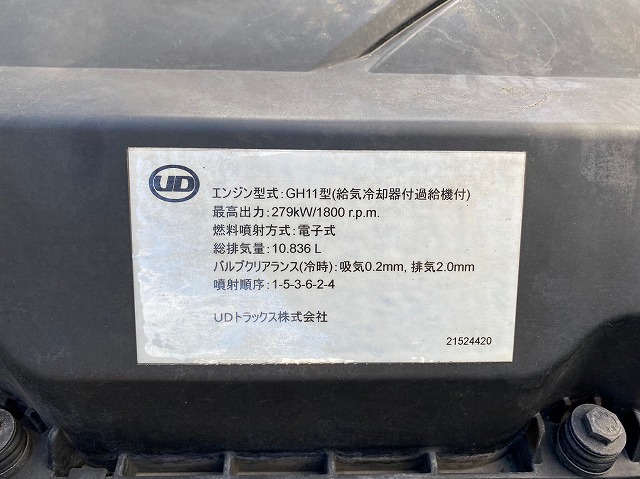 UD
エンジン型式:GH11型(給気冷却器付過給機付)
最高出力:279kW/1800 r.p.m.
燃料噴射方式:電子式
総排気量:10.836 L
バルブクリアランス(冷時):吸気0.2mm, 排気2.0mm
噴射順序:1-5-3-6-2-4
UDトラックス株式会社
21524420